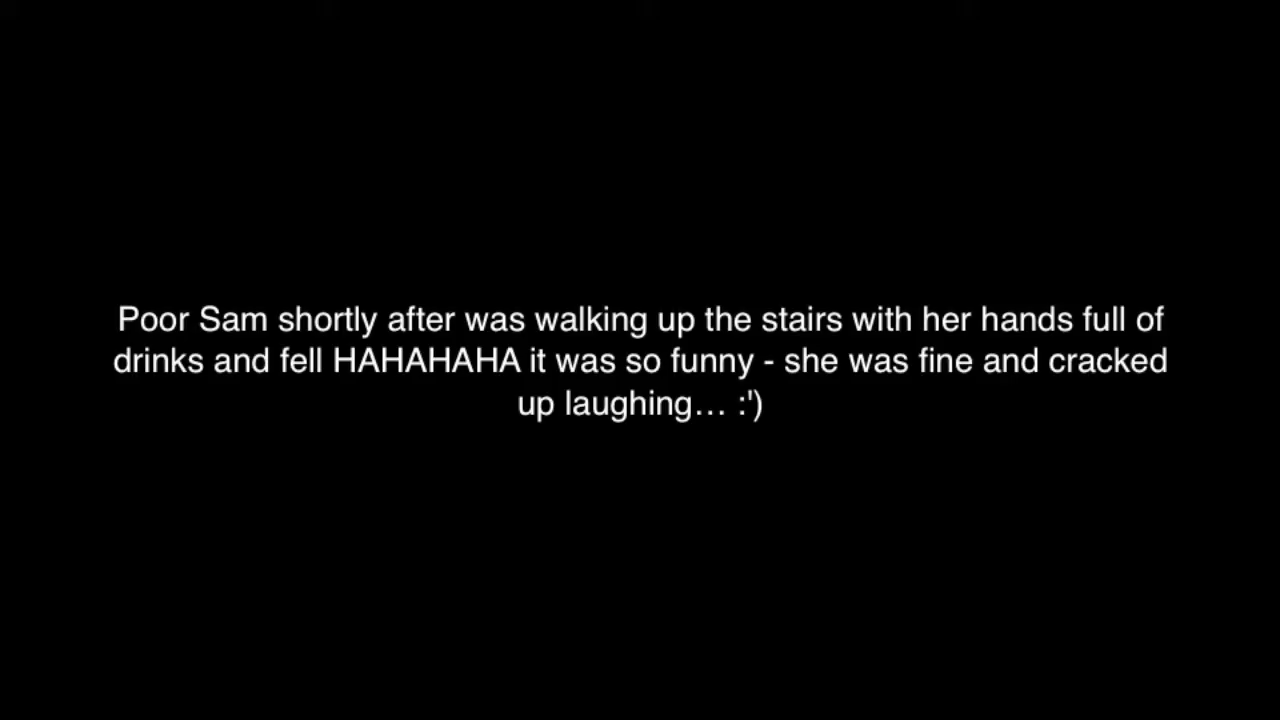 Poor Sam shortly after was walking up the stairs with her hands full of
drinks and fell HAHAHAHA it was so funny - she was fine and cracked
up laughing… :')